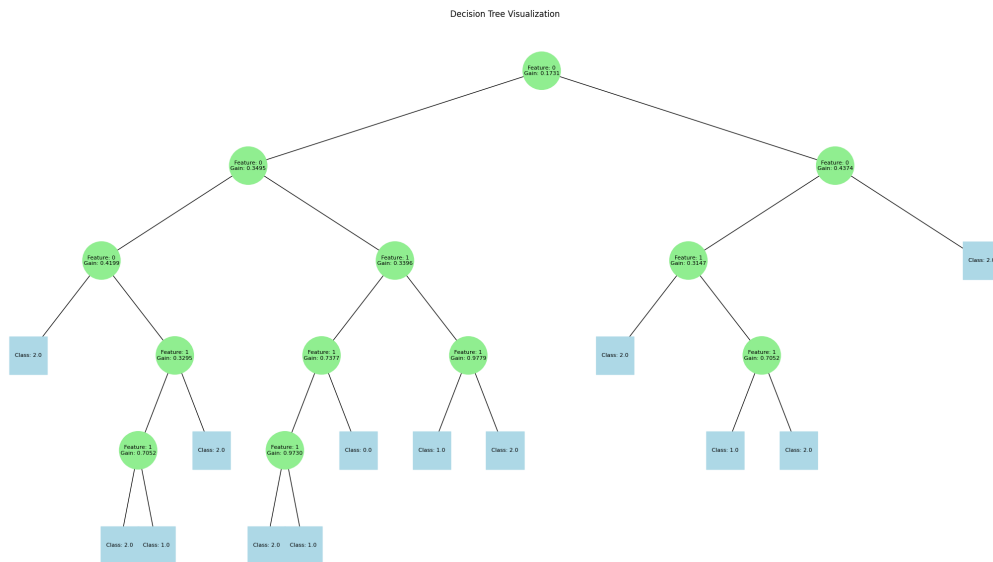 Decision Tree Visualization
Feature: 0
Gain: 0.1731
Feature: 0
Gain: 0.3495
Feature: 0
Gain: 0.4374
Feature: 0
Gain: 0.4199
Feature: 1
Gain: 0.3396
Feature: 1
Gain: 0.3147
Class: 2.0
Class: 2.0
Feature: 1
Gain: 0.3295
Feature: 1
Gain: 0.7377
Feature: 1
Gain: 0.9779
Class: 2.0
Feature: 1
Gain: 0.7052
Feature: 1
Gain: 0.7052
Class: 2.0
Feature: 1
Gain: 0.9730
Class: 0.0
Class: 1.0
Class: 2.0
Class: 1.0
Class: 2.0
Class: 2.0
Class: 1.0
Class: 2.0
Class: 1.0